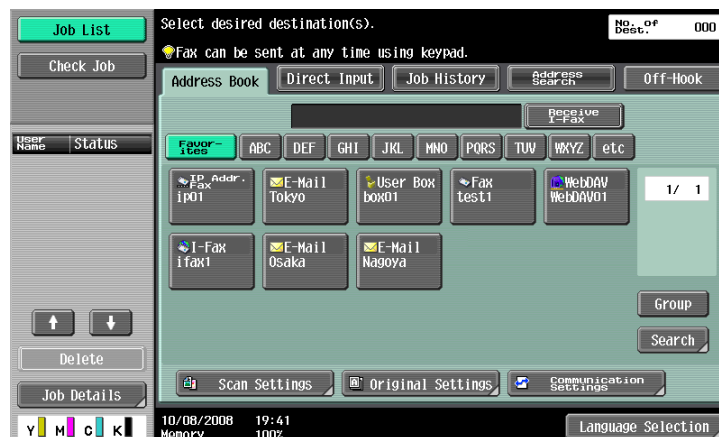 Job List
Check Job
User Name Status
Delete
Job Details
Y M C K
Select desired destination(s).
No. of Dest. 000
Fax can be sent at any time using keypad.
Address Book Direct Input Job History Address Search Off-Hook
Receive I-Fax
Favor-ites ABC DEF GHI JKL MNO PQRS TUV WXYZ etc
IP Addr. Fax E-Mail User Box Fax WebDAV
ip01 Tokyo box01 test1 WebDAV01
1/ 1
I-Fax E-Mail E-Mail
ifax1 Osaka Nagoya
Group
Search
Scan Settings Original Settings Communication Settings
10/08/2008 19:41
Memory 100%
Language Selection